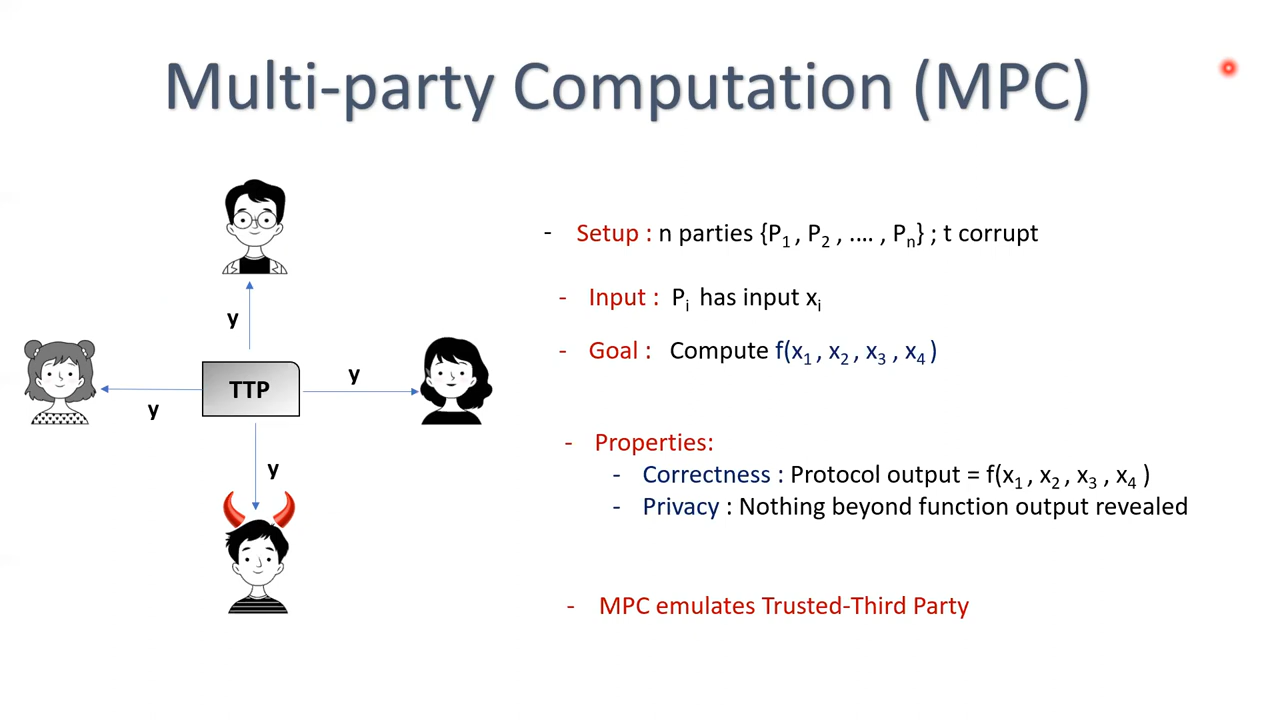 Multi-party Computation (MPC)
- Setup : n parties {P₁ , P₂ , .... , Pₙ} ; t corrupt
- Input : Pᵢ has input xᵢ
- Goal : Compute f(x₁ , x₂ , x₃ , x₄ )
y
y
TTP
y
y
- Properties:
- Correctness : Protocol output = f(x₁ , x₂ , x₃ , x₄ )
- Privacy : Nothing beyond function output revealed
- MPC emulates Trusted-Third Party